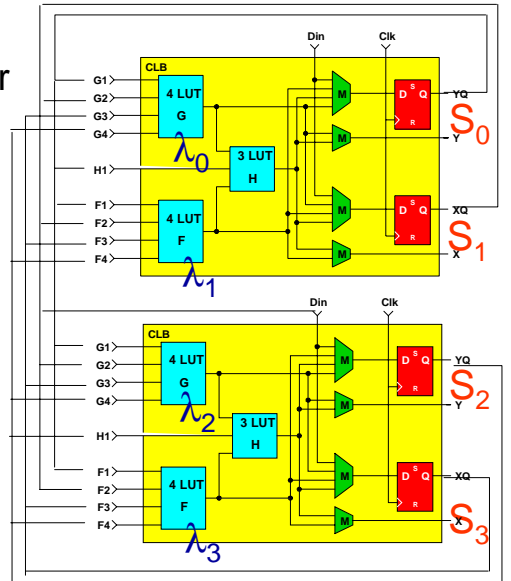 r
Din Clk
CLB
G1
G2
G3
G4
4 LUT
G
λ0
M
D S Q
R
YQ
S0
M
Y
H1
3 LUT
H
F1
F2
F3
F4
4 LUT
F
λ1
M
D S Q
R
XQ
S1
M
X
Din Clk
CLB
G1
G2
G3
G4
4 LUT
G
λ2
M
D S Q
R
YQ
S2
M
Y
H1
3 LUT
H
F1
F2
F3
F4
4 LUT
F
λ3
M
D S Q
R
XQ
S3
M
X